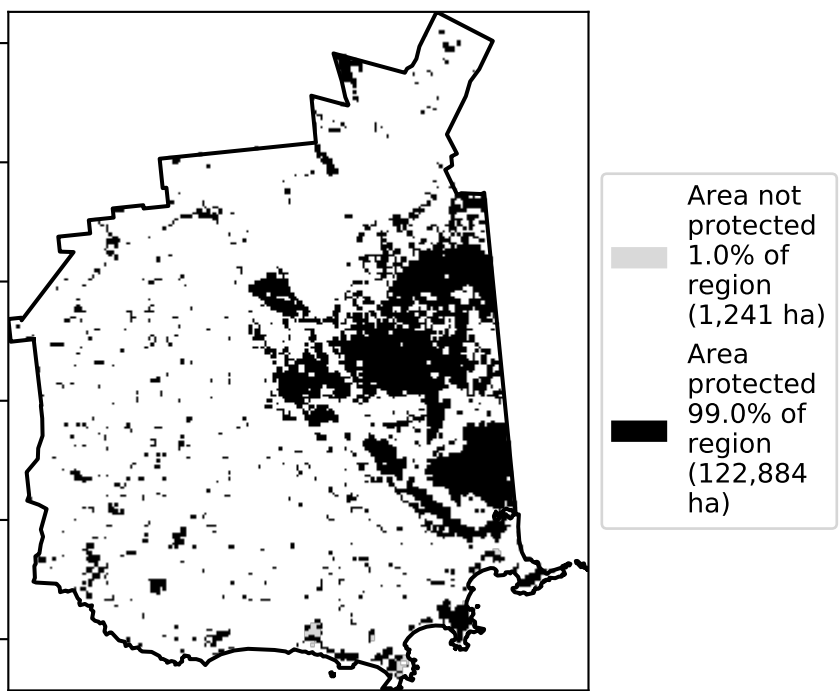 Area not
protected
1.0% of
region
(1,241 ha)
Area
protected
99.0% of
region
(122,884
ha)